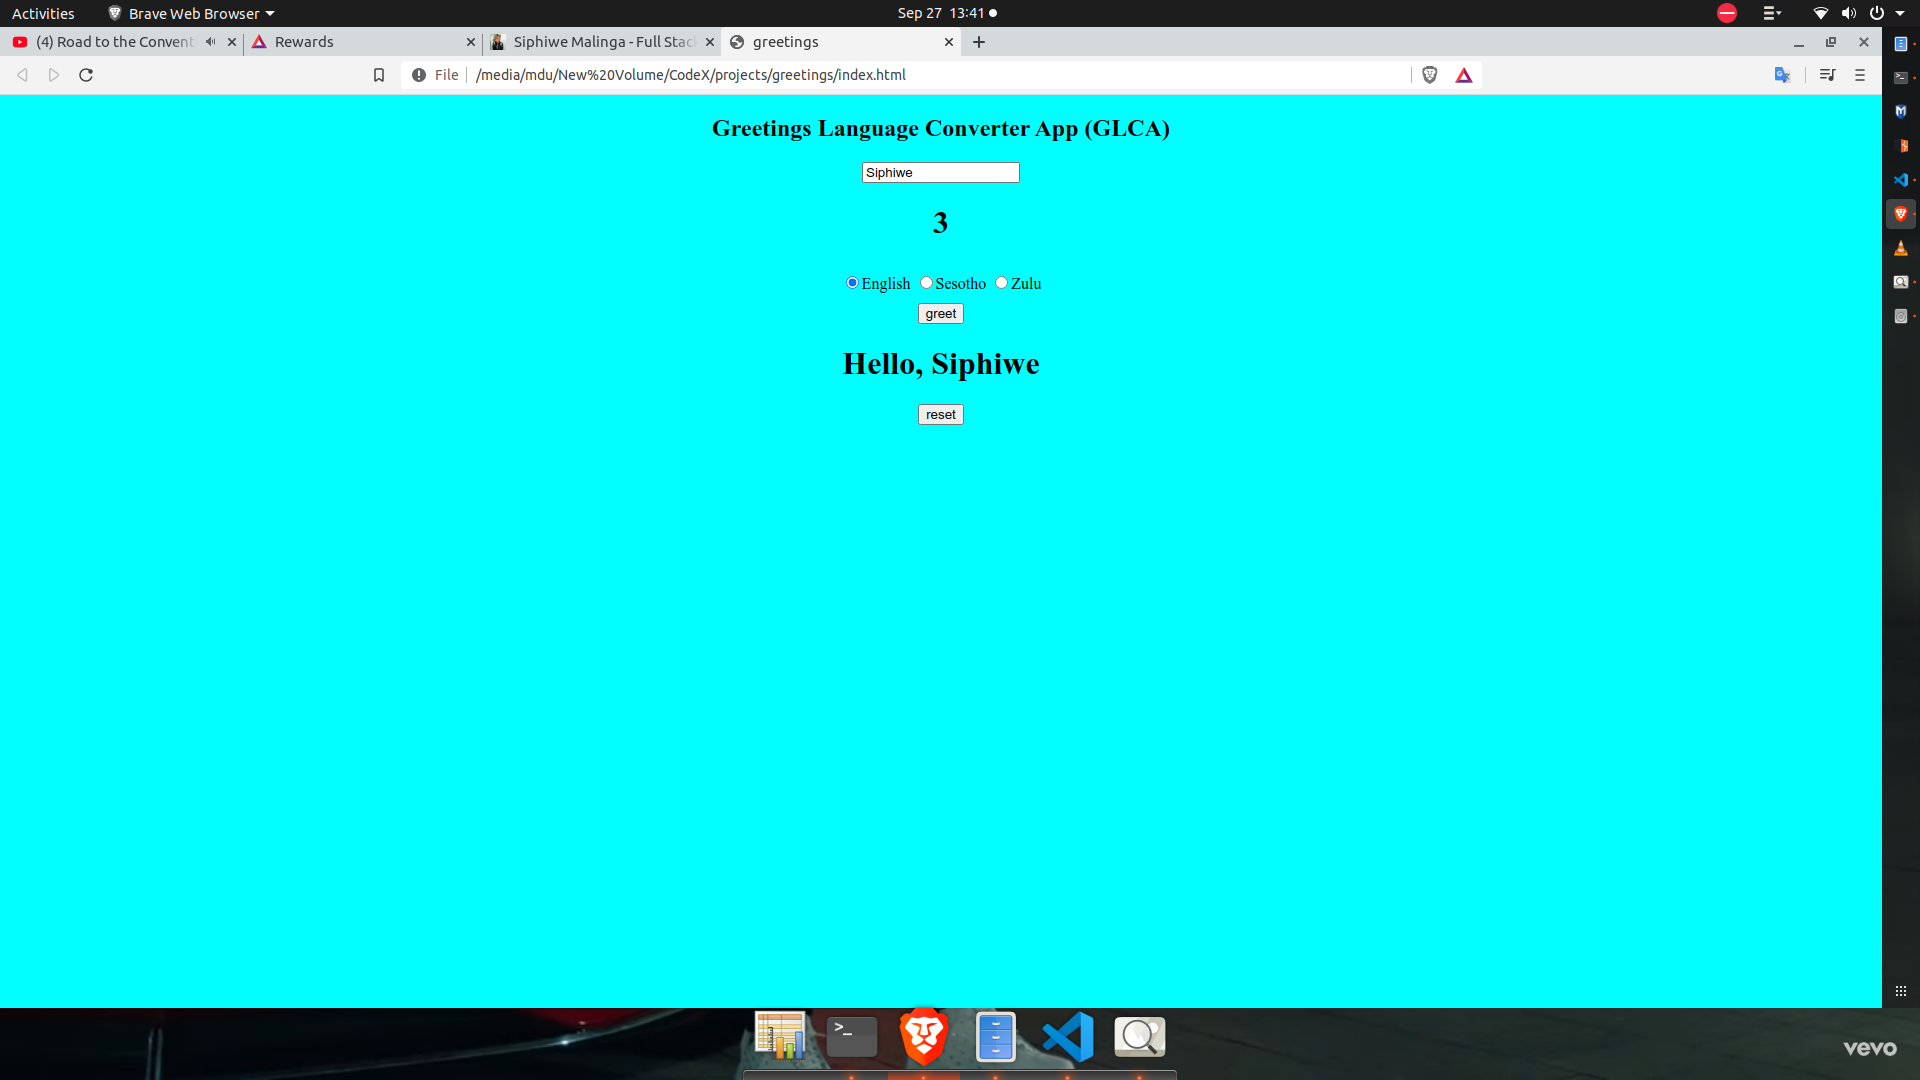 Activities
Brave Web Browser
Sep 27 13:41
(4) Road to the Convent
Rewards
Siphiwe Malinga - Full Stac
greetings
File
/media/mdu/New%20Volume/CodeX/projects/greetings/index.html
Greetings Language Converter App (GLCA)
Siphiwe
3
English Sesotho Zulu
greet
Hello, Siphiwe
reset
>_
vevo